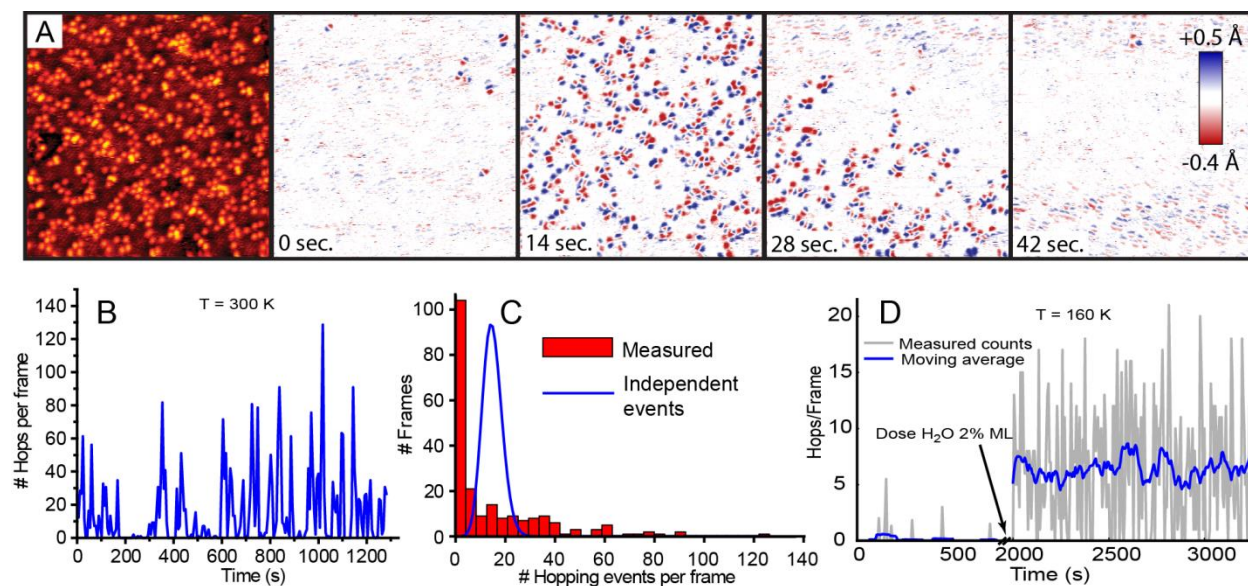 A
0 sec.
14 sec.
28 sec.
42 sec.
+0.5 Å
-0.4 Å
B
T = 300 K
# Hops per frame
140
120
100
80
60
40
20
0
0 200 400 600 800 1000 1200
Time (s)
C
Measured
Independent
events
# Frames
100
80
60
40
20
0
0 20 40 60 80 100 120 140
# Hopping events per frame
D
T = 160 K
Measured counts
Moving average
Dose H₂O 2% ML
Hops/Frame
20
15
10
5
0
0 500 2000 2500 3000
Time (s)